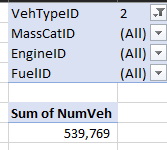 VehTypeID 2
MassCatID (All)
EngineID (All)
FuelID (All)
Sum of NumVeh
539,769